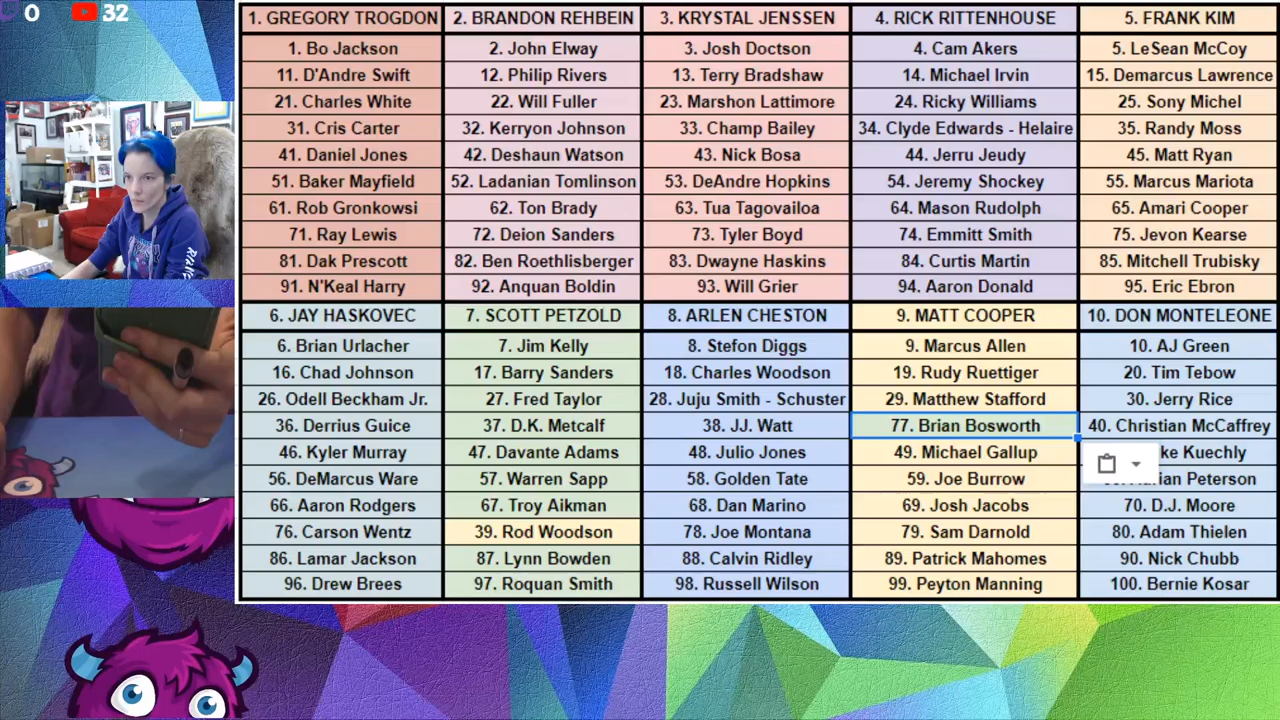 0 32
1. GREGORY TROGDON 2. BRANDON REHBEIN 3. KRYSTAL JENSSEN 4. RICK RITTENHOUSE 5. FRANK KIM
1. Bo Jackson 2. John Elway 3. Josh Doctson 4. Cam Akers 5. LeSean McCoy
11. D'Andre Swift 12. Philip Rivers 13. Terry Bradshaw 14. Michael Irvin 15. Demarcus Lawrence
21. Charles White 22. Will Fuller 23. Marshon Lattimore 24. Ricky Williams 25. Sony Michel
31. Cris Carter 32. Kerryon Johnson 33. Champ Bailey 34. Clyde Edwards - Helaire 35. Randy Moss
41. Daniel Jones 42. Deshaun Watson 43. Nick Bosa 44. Jerru Jeudy 45. Matt Ryan
51. Baker Mayfield 52. Ladanian Tomlinson 53. DeAndre Hopkins 54. Jeremy Shockey 55. Marcus Mariota
61. Rob Gronkowsi 62. Ton Brady 63. Tua Tagovailoa 64. Mason Rudolph 65. Amari Cooper
71. Ray Lewis 72. Deion Sanders 73. Tyler Boyd 74. Emmitt Smith 75. Jevon Kearse
81. Dak Prescott 82. Ben Roethlisberger 83. Dwayne Haskins 84. Curtis Martin 85. Mitchell Trubisky
91. N'Keal Harry 92. Anquan Boldin 93. Will Grier 94. Aaron Donald 95. Eric Ebron
6. JAY HASKOVEC 7. SCOTT PETZOLD 8. ARLEN CHESTON 9. MATT COOPER 10. DON MONTELEONE
6. Brian Urlacher 7. Jim Kelly 8. Stefon Diggs 9. Marcus Allen 10. AJ Green
16. Chad Johnson 17. Barry Sanders 18. Charles Woodson 19. Rudy Ruettiger 20. Tim Tebow
26. Odell Beckham Jr. 27. Fred Taylor 28. Juju Smith - Schuster 29. Matthew Stafford 30. Jerry Rice
36. Derrius Guice 37. D.K. Metcalf 38. JJ. Watt 77. Brian Bosworth 40. Christian McCaffrey
46. Kyler Murray 47. Davante Adams 48. Julio Jones 49. Michael Gallup ke Kuechly
56. DeMarcus Ware 57. Warren Sapp 58. Golden Tate 59. Joe Burrow rian Peterson
66. Aaron Rodgers 67. Troy Aikman 68. Dan Marino 69. Josh Jacobs 70. D.J. Moore
76. Carson Wentz 39. Rod Woodson 78. Joe Montana 79. Sam Darnold 80. Adam Thielen
86. Lamar Jackson 87. Lynn Bowden 88. Calvin Ridley 89. Patrick Mahomes 90. Nick Chubb
96. Drew Brees 97. Roquan Smith 98. Russell Wilson 99. Peyton Manning 100. Bernie Kosar